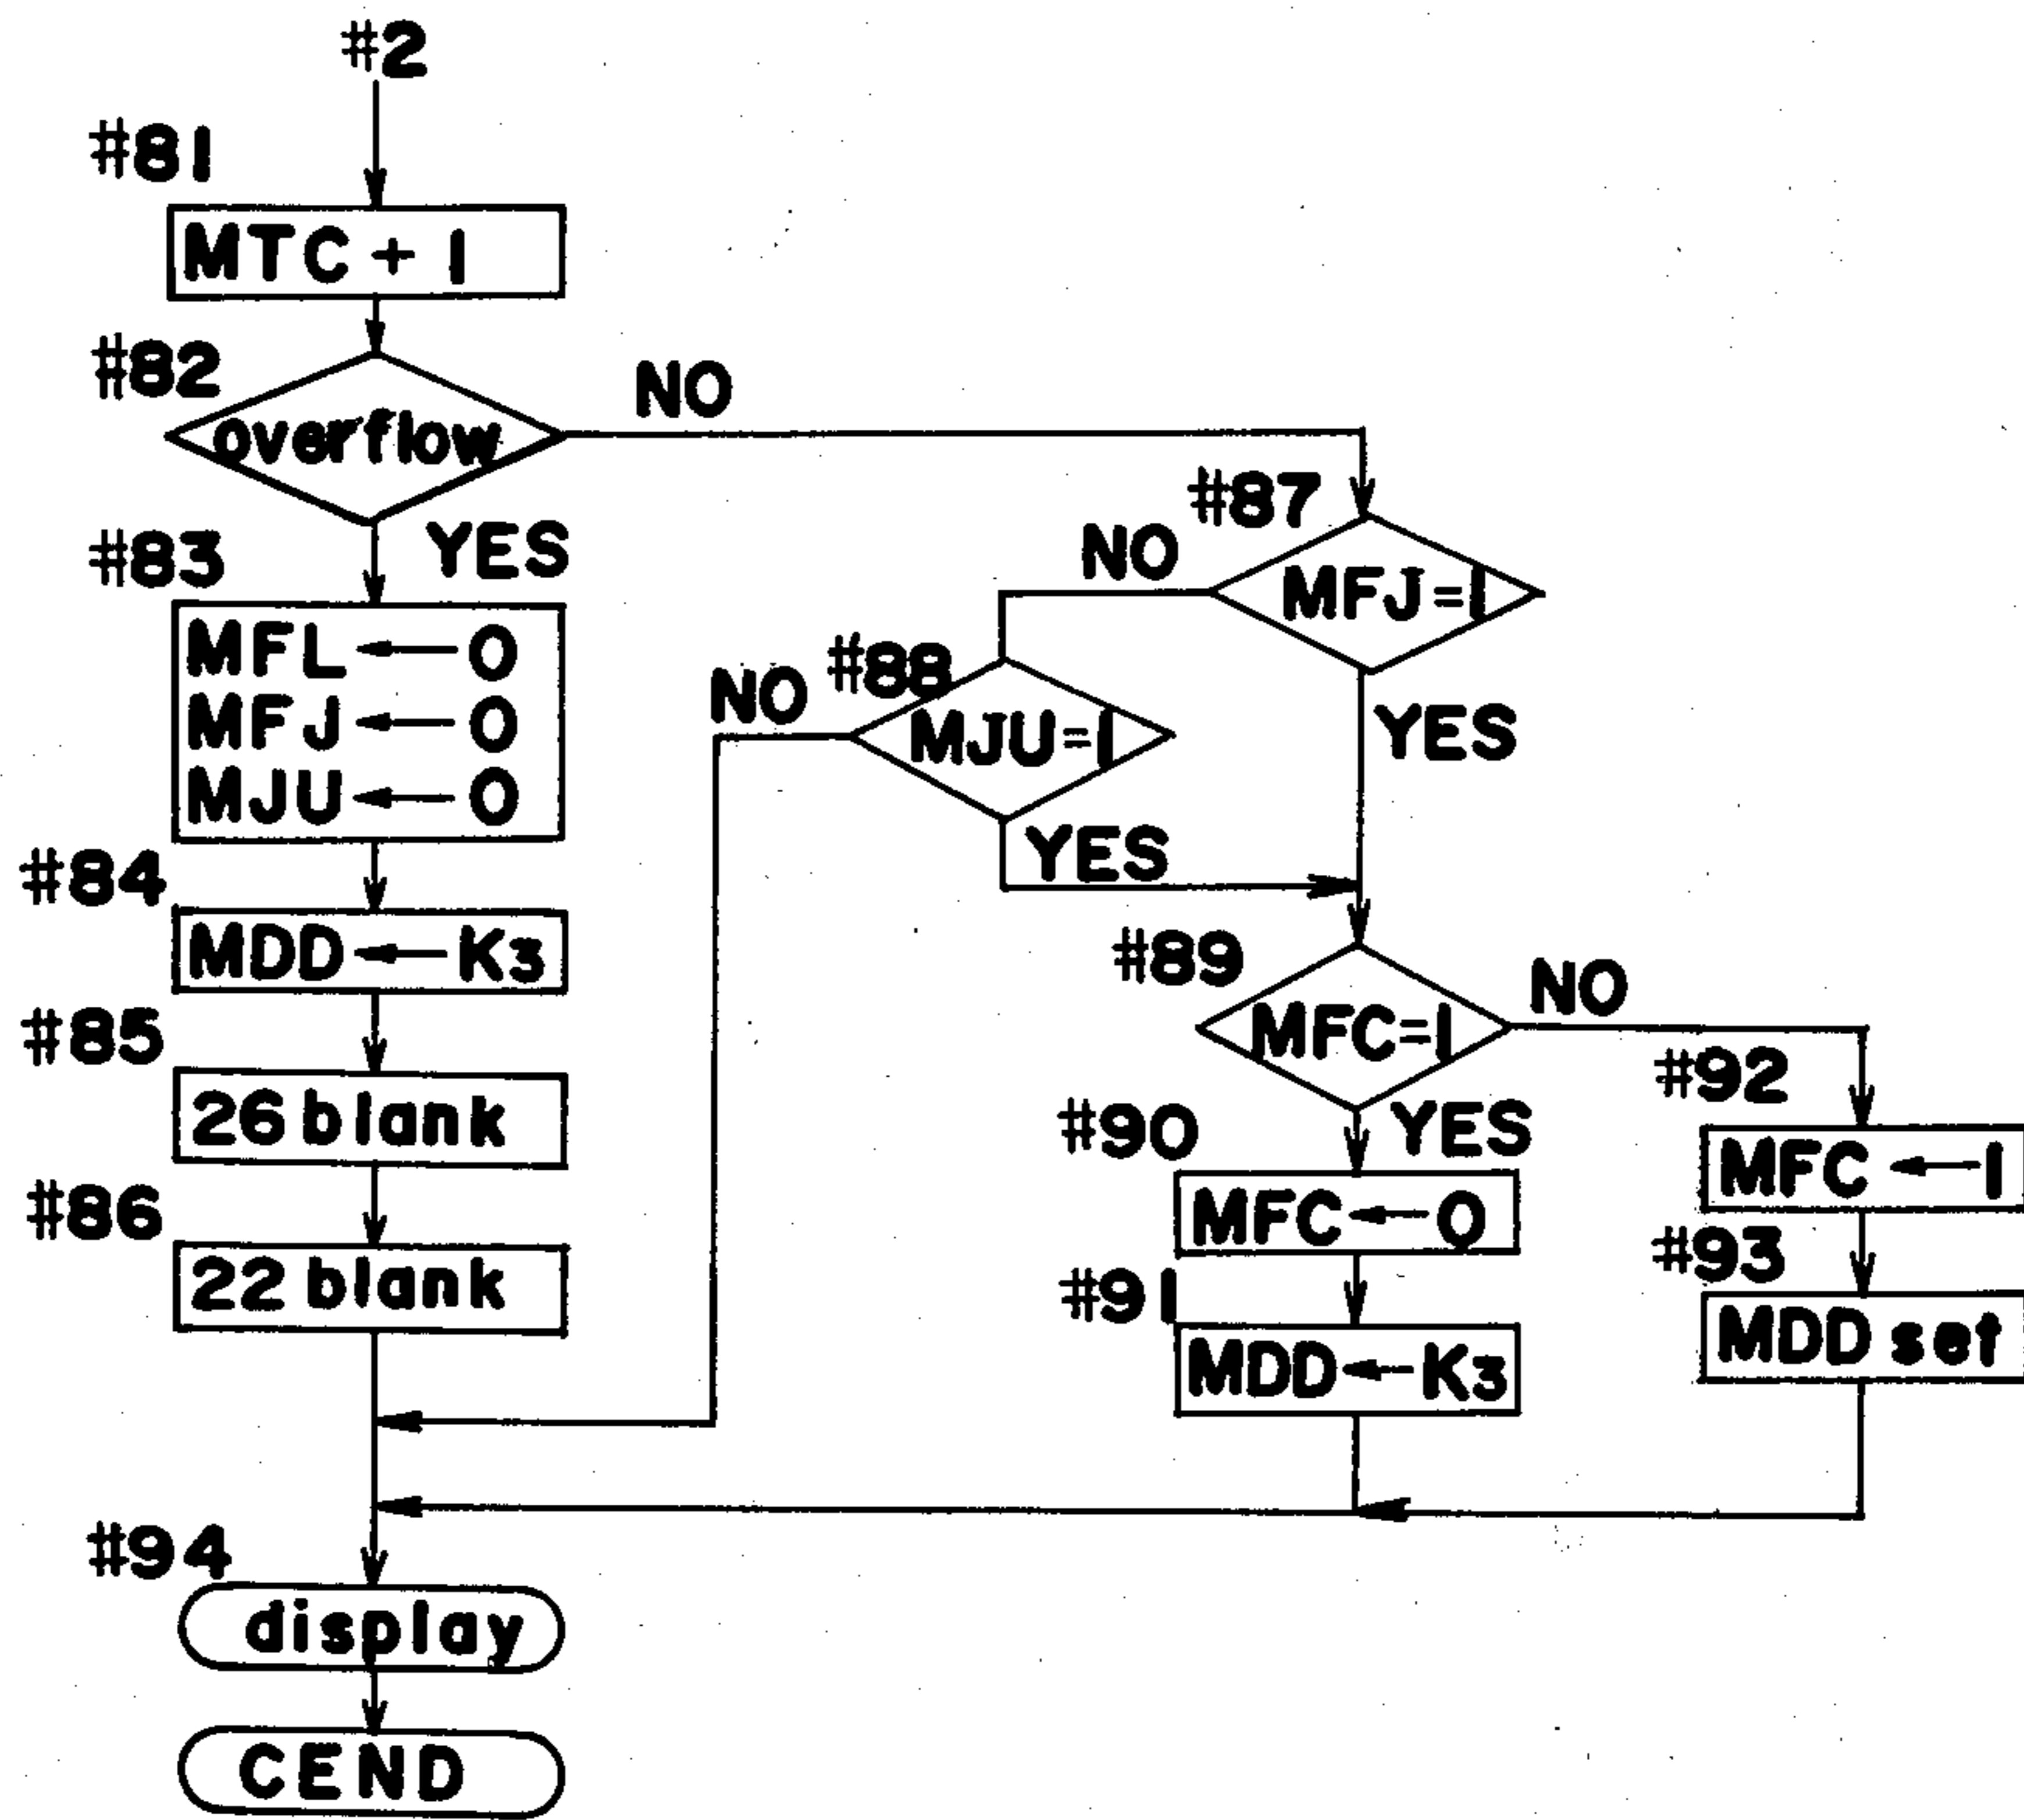 #2
#81
MTC + 1
#82
overflow
NO
YES
#83
MFL ← 0
MFJ ← 0
MJU ← 0
#84
MDD ← K3
#85
26 blank
#86
22 blank
#87
MFJ=1
NO
YES
#88
MJU=1
NO
YES
#89
MFC=1
NO
YES
#90
MFC ← 0
#91
MDD ← K3
#92
MFC ← 1
#93
MDD set
#94
display
CEND